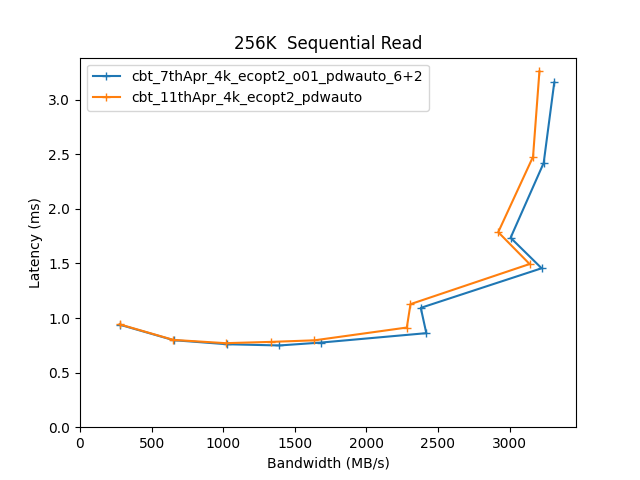 256K  Sequential Read
cbt_7thApr_4k_ecopt2_o01_pdwauto_6+2
cbt_11thApr_4k_ecopt2_pdwauto
Latency (ms)
3.0
2.5
2.0
1.5
1.0
0.5
0.0
0 500 1000 1500 2000 2500 3000
Bandwidth (MB/s)